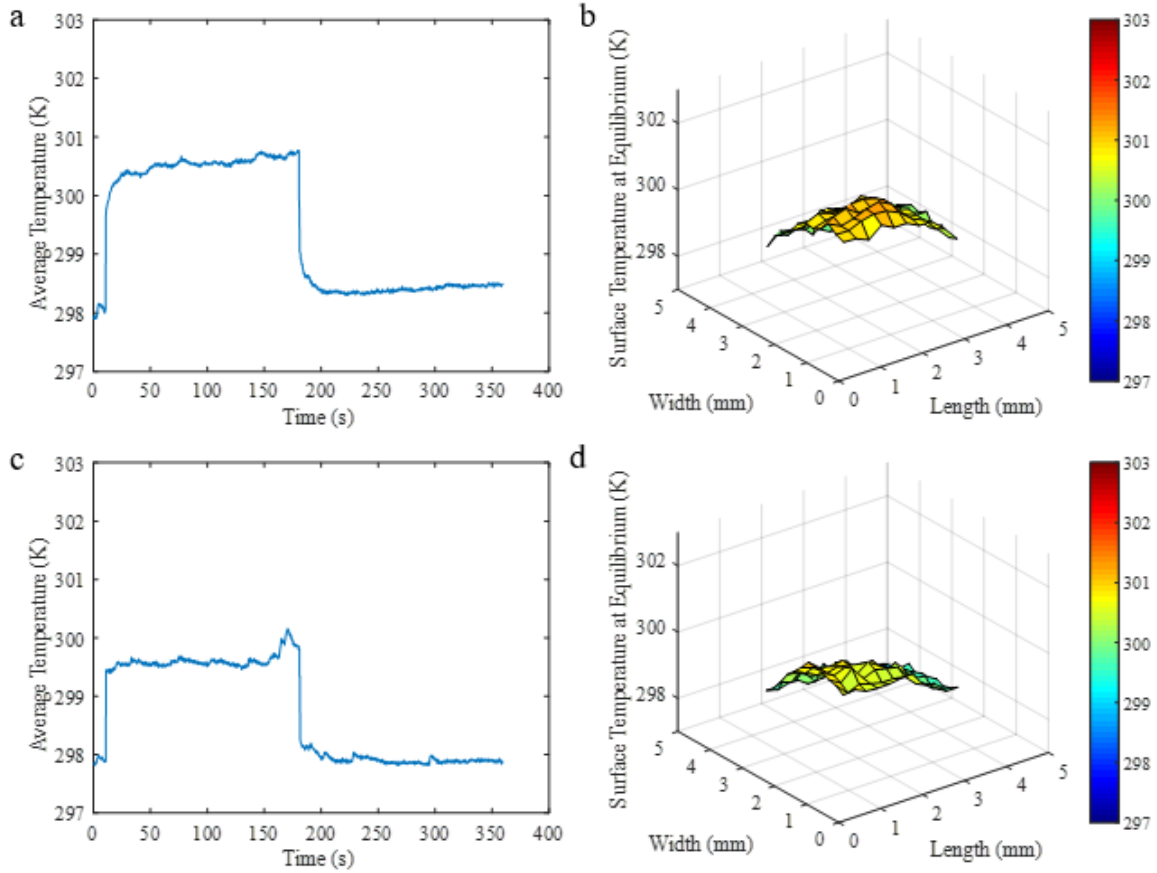 a
Average Temperature (K)
303
302
301
300
299
298
297
0 50 100 150 200 250 300 350 400
Time (s)
b
Surface Temperature at Equilibrium (K)
302
300
298
5 4 3 2 1 0
Width (mm)
0 1 2 3 4 5
Length (mm)
303
302
301
300
299
298
297
c
Average Temperature (K)
303
302
301
300
299
298
297
0 50 100 150 200 250 300 350 400
Time (s)
d
Surface Temperature at Equilibrium (K)
302
300
298
5 4 3 2 1 0
Width (mm)
0 1 2 3 4 5
Length (mm)
303
302
301
300
299
298
297